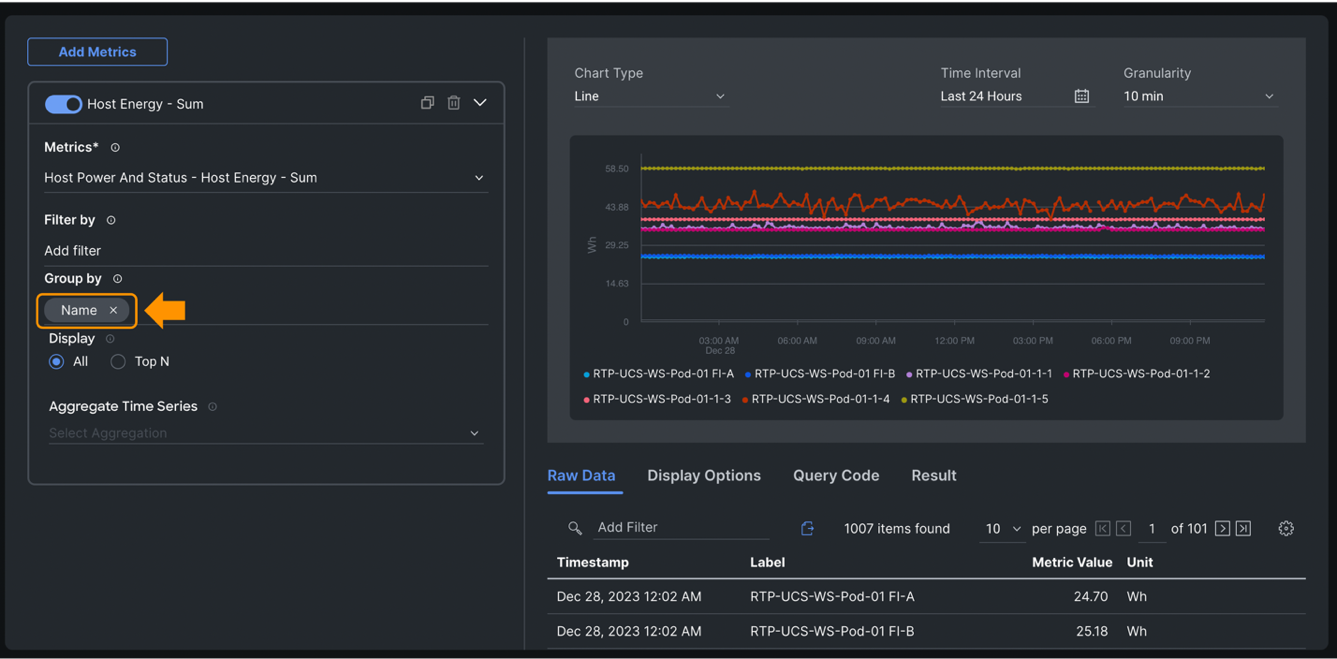 Add Metrics
Host Energy - Sum
Metrics*
Host Power And Status - Host Energy - Sum
Filter by
Add filter
Group by
Name ×
Display
All Top N
Aggregate Time Series
Select Aggregation
Chart Type Time Interval Granularity
Line Last 24 Hours 10 min
58.50
43.88
29.25
14.63
0
Wh
03:00 AM 06:00 AM 09:00 AM 12:00 PM 03:00 PM 06:00 PM 09:00 PM
Dec 28
RTP-UCS-WS-Pod-01 FI-A RTP-UCS-WS-Pod-01 FI-B RTP-UCS-WS-Pod-01-1-1 RTP-UCS-WS-Pod-01-1-2
RTP-UCS-WS-Pod-01-1-3 RTP-UCS-WS-Pod-01-1-4 RTP-UCS-WS-Pod-01-1-5
Raw Data Display Options Query Code Result
Add Filter 1007 items found 10 per page 1 of 101
Timestamp Label Metric Value Unit
Dec 28, 2023 12:02 AM RTP-UCS-WS-Pod-01 FI-A 24.70 Wh
Dec 28, 2023 12:02 AM RTP-UCS-WS-Pod-01 FI-B 25.18 Wh